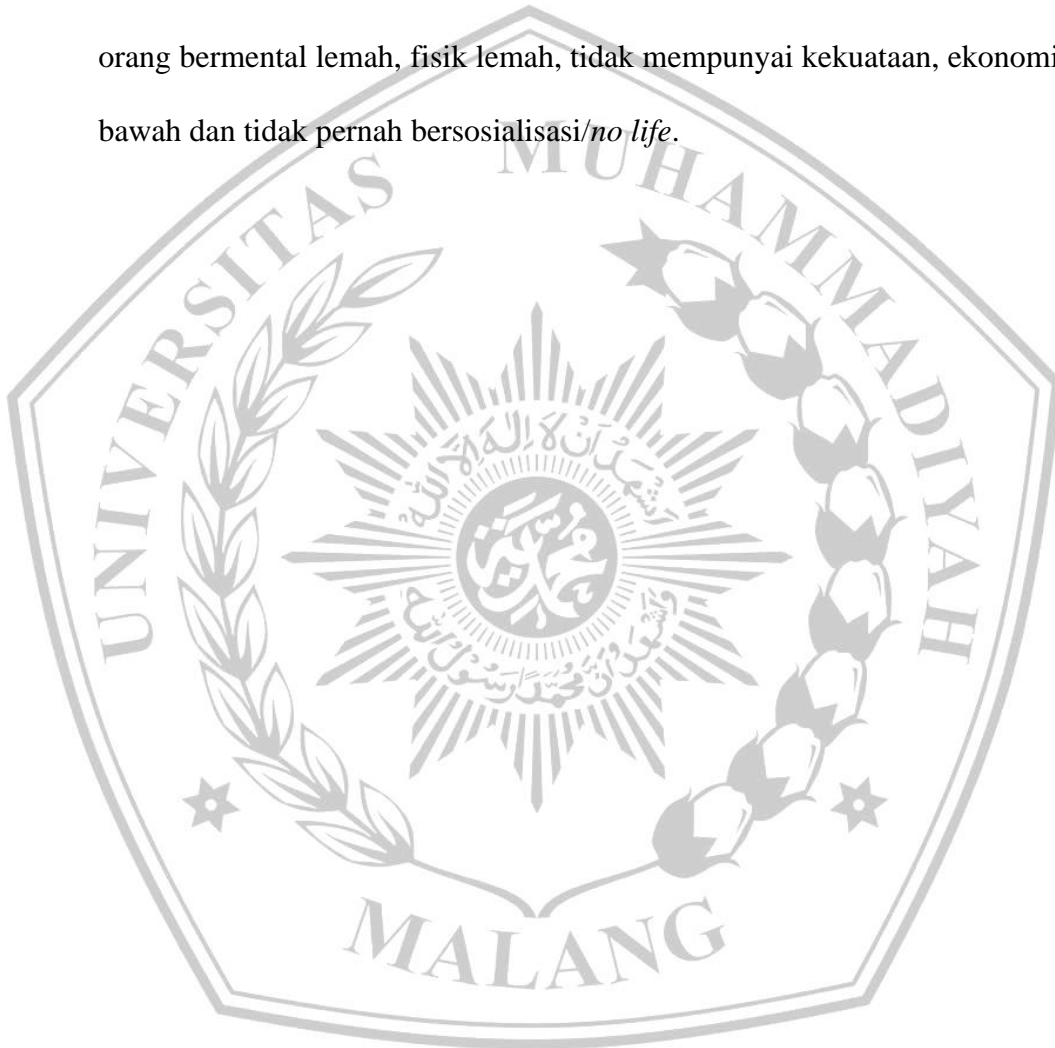 orang bermental lemah, fisik lemah, tidak mempunyai kekuataan, ekonomi
bawah dan tidak pernah bersosialisasi/no life.
UNIVERSITAS MUHAMMADIYAH
MALANG